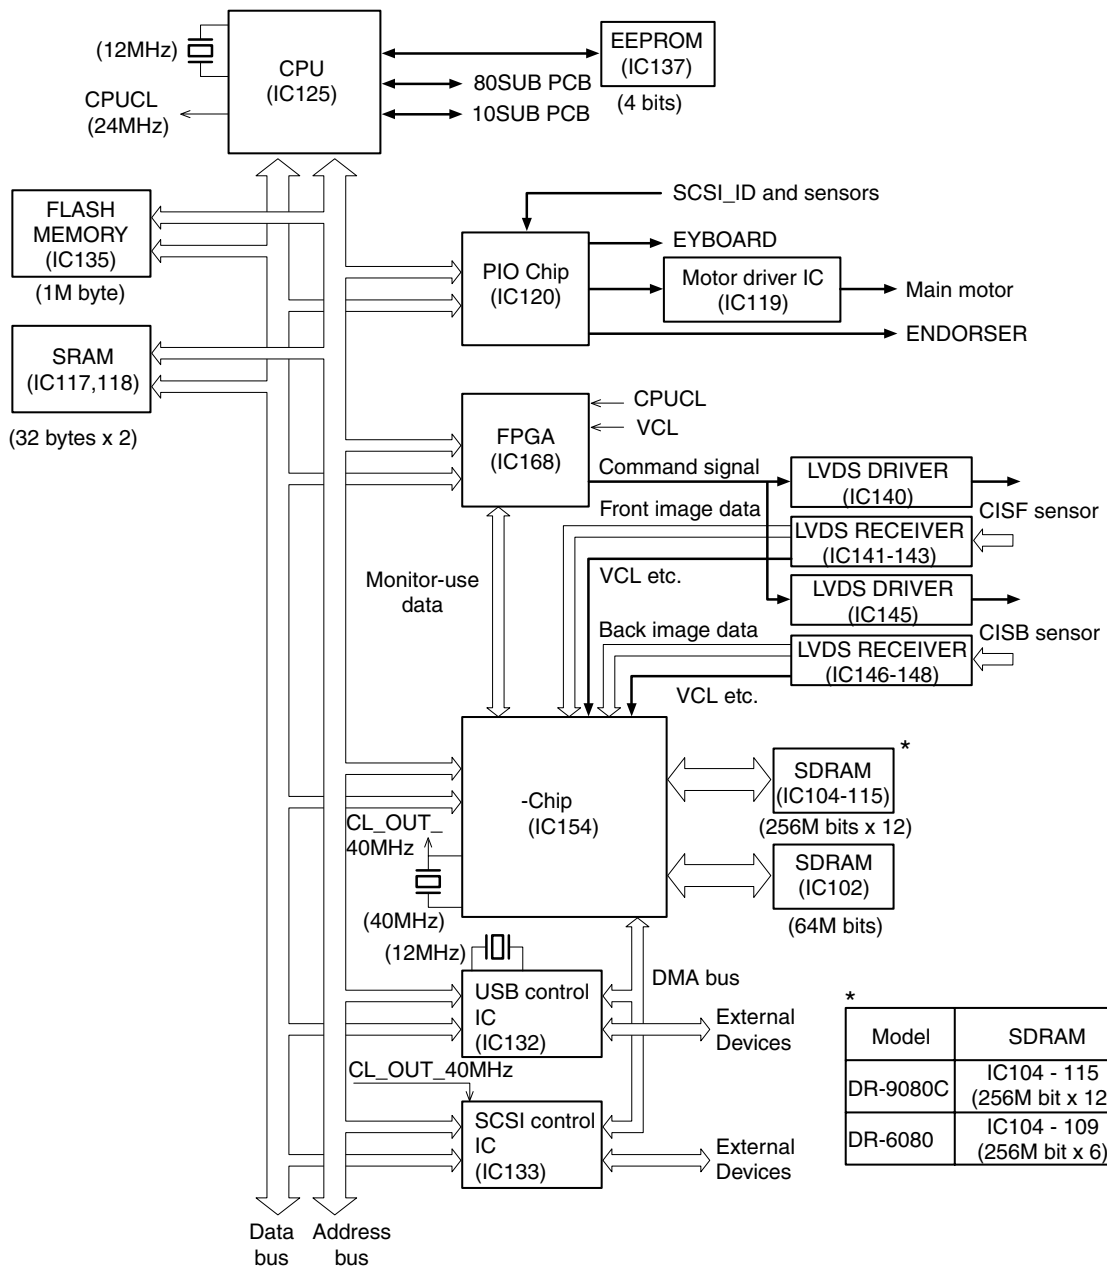 (12MHz)
CPU
(IC125)
EEPROM
(IC137)
(4 bits)
80SUB PCB
10SUB PCB
CPUCL
(24MHz)
FLASH
MEMORY
(IC135)
(1M byte)
SCSI_ID and sensors
PIO Chip
(IC120)
EYBOARD
Motor driver IC
(IC119)
Main motor
ENDORSER
SRAM
(IC117,118)
(32 bytes x 2)
FPGA
(IC168)
CPUCL
VCL
Command signal
LVDS DRIVER
(IC140)
Front image data
CISF sensor
LVDS RECEIVER
(IC141-143)
VCL etc.
Monitor-use
data
LVDS DRIVER
(IC145)
Back image data
CISB sensor
LVDS RECEIVER
(IC146-148)
VCL etc.
*
-Chip
(IC154)
SDRAM
(IC104-115)
(256M bits x 12)
CL_OUT_
40MHz
(40MHz)
SDRAM
(IC102)
(64M bits)
(12MHz)
DMA bus
USB control
IC
(IC132)
External
Devices
CL_OUT_40MHz
SCSI control
IC
(IC133)
External
Devices
*
Model SDRAM
DR-9080C IC104 - 115
(256M bit x 12
DR-6080 IC104 - 109
(256M bit x 6)
Data
bus
Address
bus